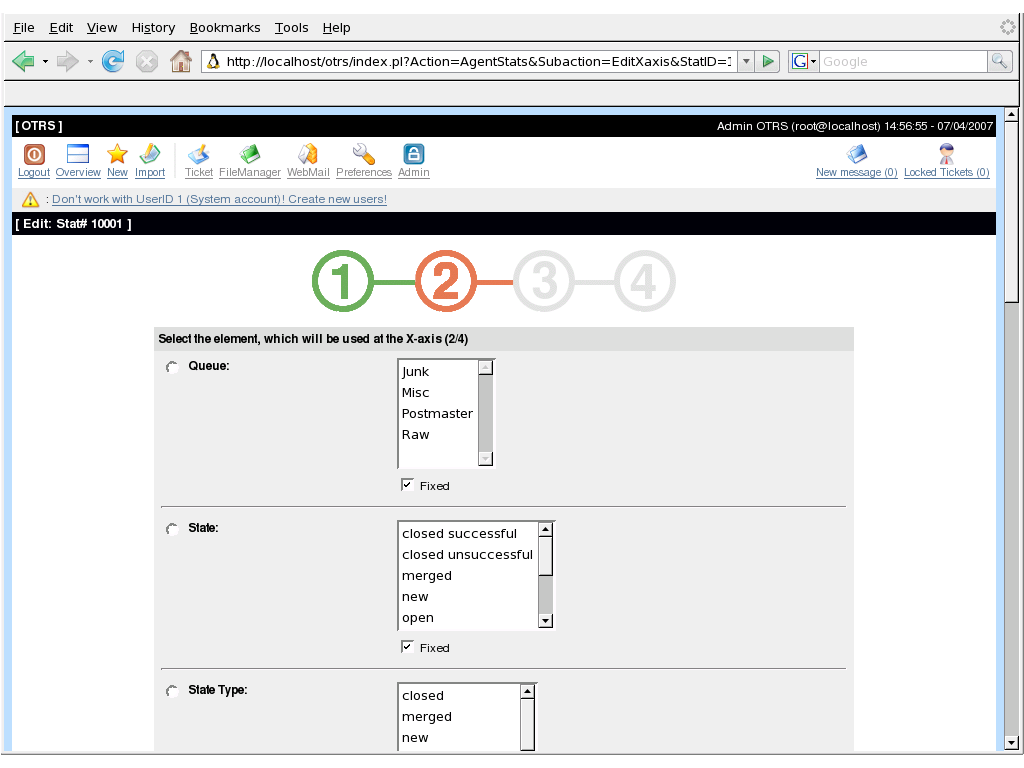 File Edit View History Bookmarks Tools Help
http://localhost/otrs/index.pl?Action=AgentStats&Subaction=EditXaxis&StatID=1
G Google
[ OTRS ] Admin OTRS (root@localhost) 14:56:55 - 07/04/2007
Logout Overview New Import Ticket FileManager WebMail Preferences Admin New message (0) Locked Tickets (0)
: Don't work with UserID 1 (System account)! Create new users!
[ Edit: Stat# 10001 ]
1 2 3 4
Select the element, which will be used at the X-axis (2/4)
Queue:
Junk
Misc
Postmaster
Raw
Fixed
State:
closed successful
closed unsuccessful
merged
new
open
Fixed
State Type:
closed
merged
new